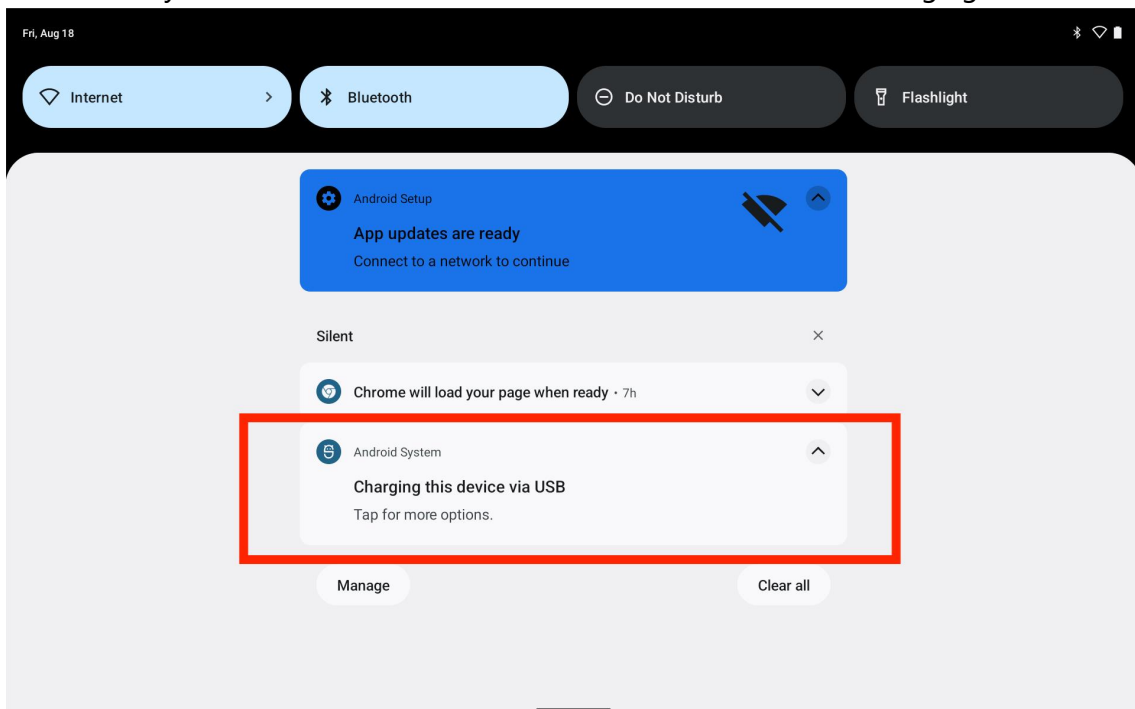 Fri, Aug 18
Internet
Bluetooth
Do Not Disturb
Flashlight
Android Setup
App updates are ready
Connect to a network to continue
Silent
Chrome will load your page when ready • 7h
Android System
Charging this device via USB
Tap for more options.
Manage
Clear all